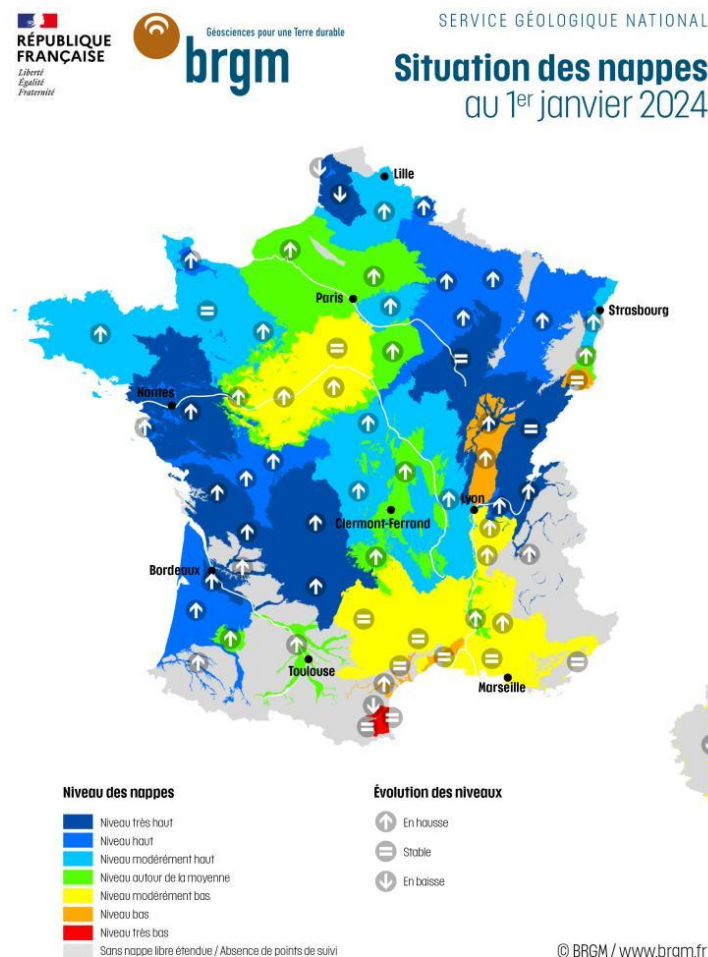 RÉPUBLIQUE
FRANÇAISE
Liberté
Égalité
Fraternité
Géosciences pour une Terre durable
brgm
SERVICE GÉOLOGIQUE NATIONAL
Situation des nappes
au 1er janvier 2024
Lille
Paris
Strasbourg
Nantes
Lyon
Clermont-Ferrand
Bordeaux
Toulouse
Marseille
Niveau des nappes
Niveau très haut
Niveau haut
Niveau modérément haut
Niveau autour de la moyenne
Niveau modérément bas
Niveau bas
Niveau très bas
Sans nappe libre étendue / Absence de points de suivi
Évolution des niveaux
En hausse
Stable
En baisse
© BRGM / www.brgm.fr